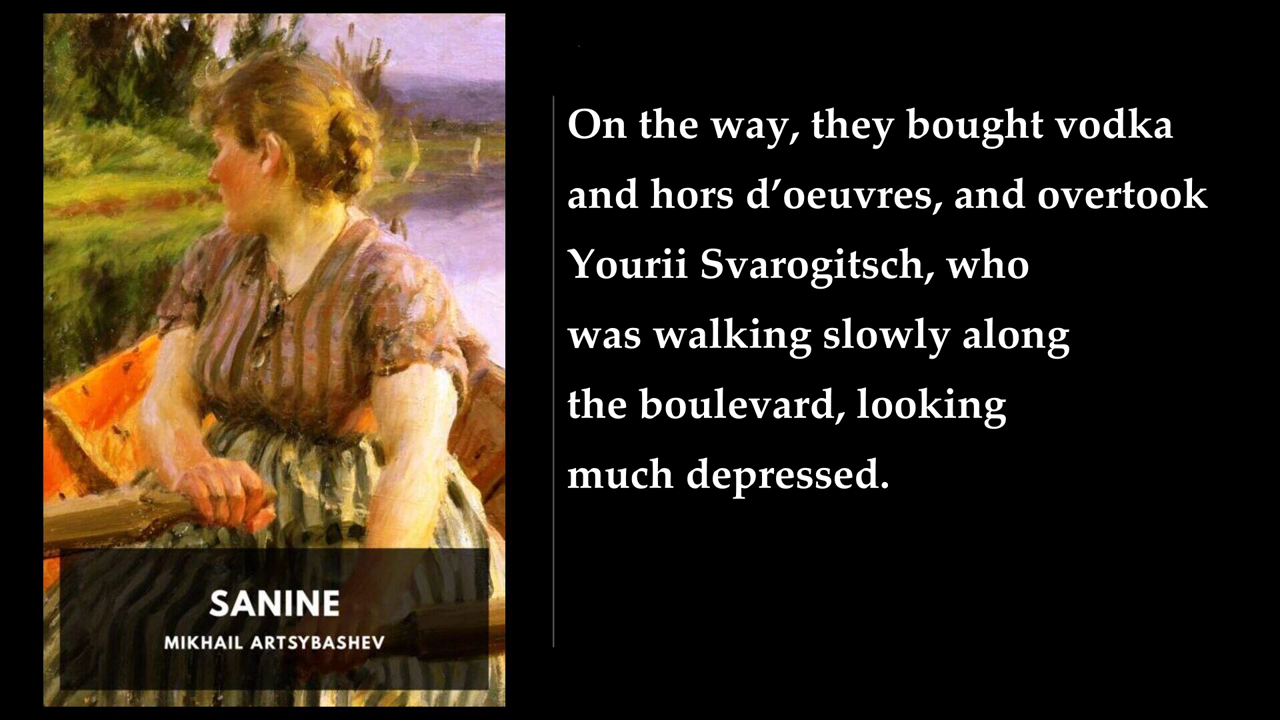 On the way, they bought vodka
and hors d’oeuvres, and overtook
Yourii Svarogitsch, who
was walking slowly along
the boulevard, looking
much depressed.
SANINE
MIKHAIL ARTSYBASHEV